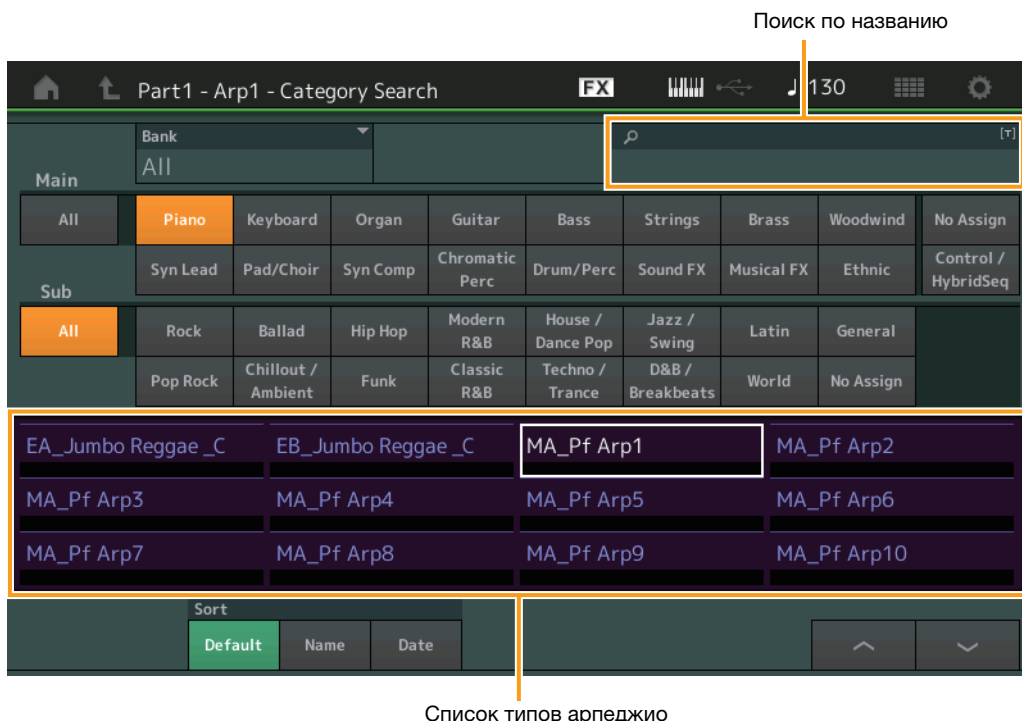 Поиск по названию
Part1 - Arp1 - Category Search FX ♩ 130
Bank
All
[T]
Main
All Piano Keyboard Organ Guitar Bass Strings Brass Woodwind No Assign
Syn Lead Pad/Choir Syn Comp Chromatic Perc Drum/Perc Sound FX Musical FX Ethnic Control / HybridSeq
Sub
All Rock Ballad Hip Hop Modern R&B House / Dance Pop Jazz / Swing Latin General
Pop Rock Chillout / Ambient Funk Classic R&B Techno / Trance D&B / Breakbeats World No Assign
EA_Jumbo Reggae _C EB_Jumbo Reggae _C MA_Pf Arp1 MA_Pf Arp2
MA_Pf Arp3 MA_Pf Arp4 MA_Pf Arp5 MA_Pf Arp6
MA_Pf Arp7 MA_Pf Arp8 MA_Pf Arp9 MA_Pf Arp10
Sort
Default Name Date
Список типов арпеджио